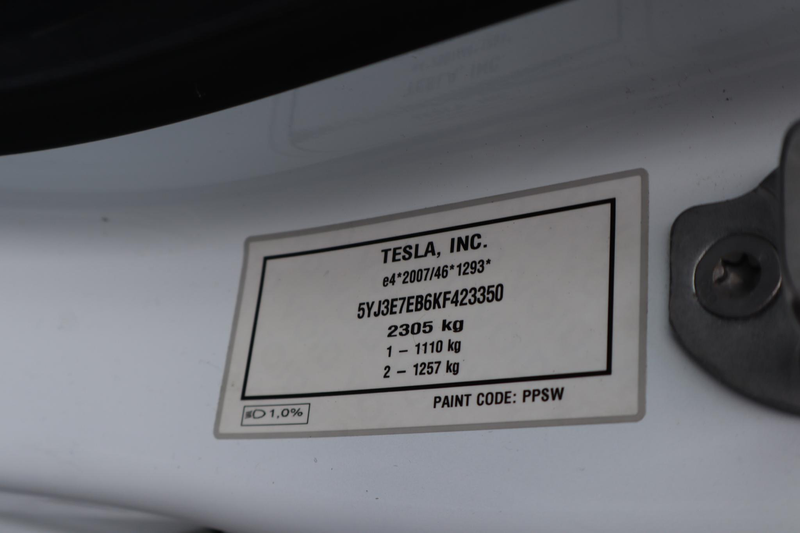 TESLA, INC.
e4*2007/46*1293*
5YJ3E7EB6KF423350
2305 kg
1 – 1110 kg
2 – 1257 kg
1,0%
PAINT CODE: PPSW